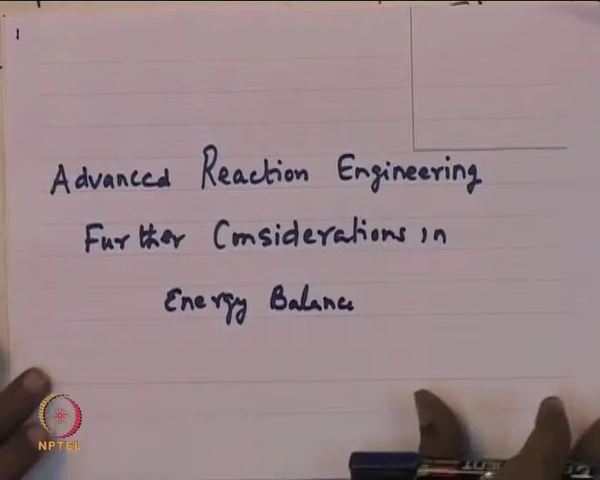 1
Advanced Reaction Engineering
Further Considerations in
Energy Balance
NPTEL